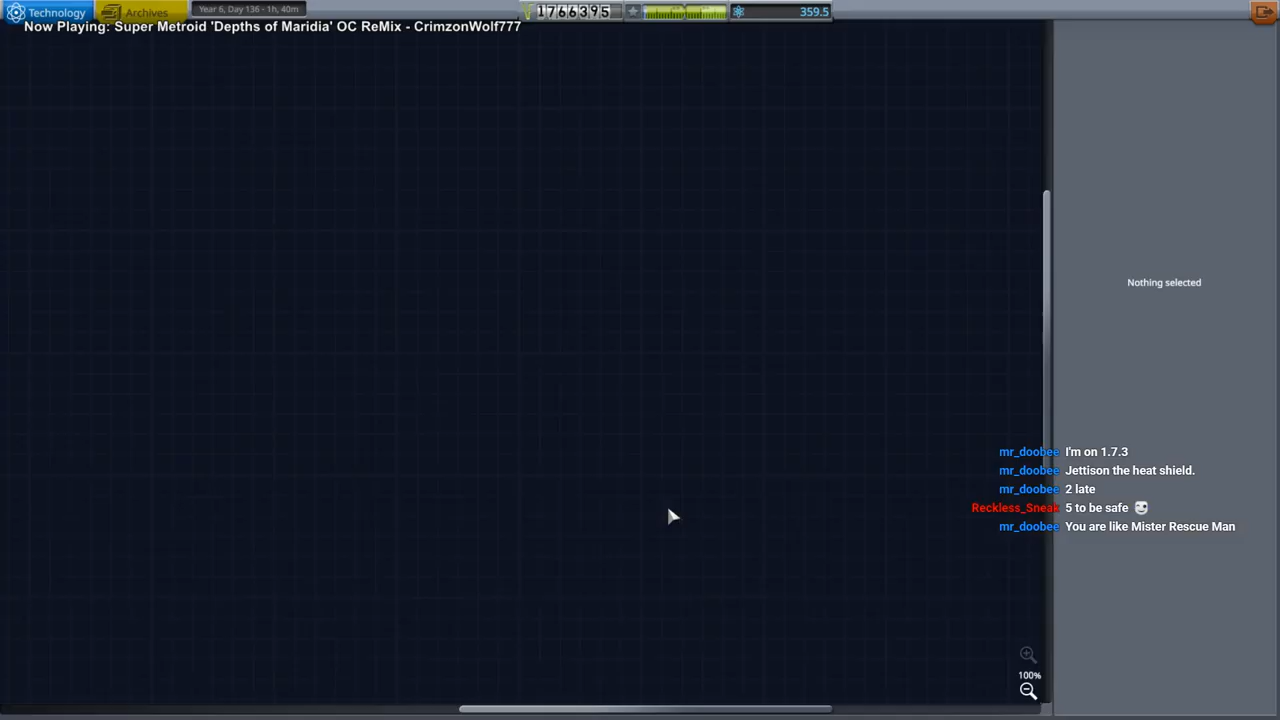 Technology
Archives
Year 6, Day 136 - 1h, 40m
1766395
359.5
Now Playing: Super Metroid 'Depths of Maridia' OC ReMix - CrimzonWolf777
Nothing selected
mr_doobee I'm on 1.7.3
mr_doobee Jettison the heat shield.
mr_doobee 2 late
Reckless_Sneak 5 to be safe
mr_doobee You are like Mister Rescue Man
100%